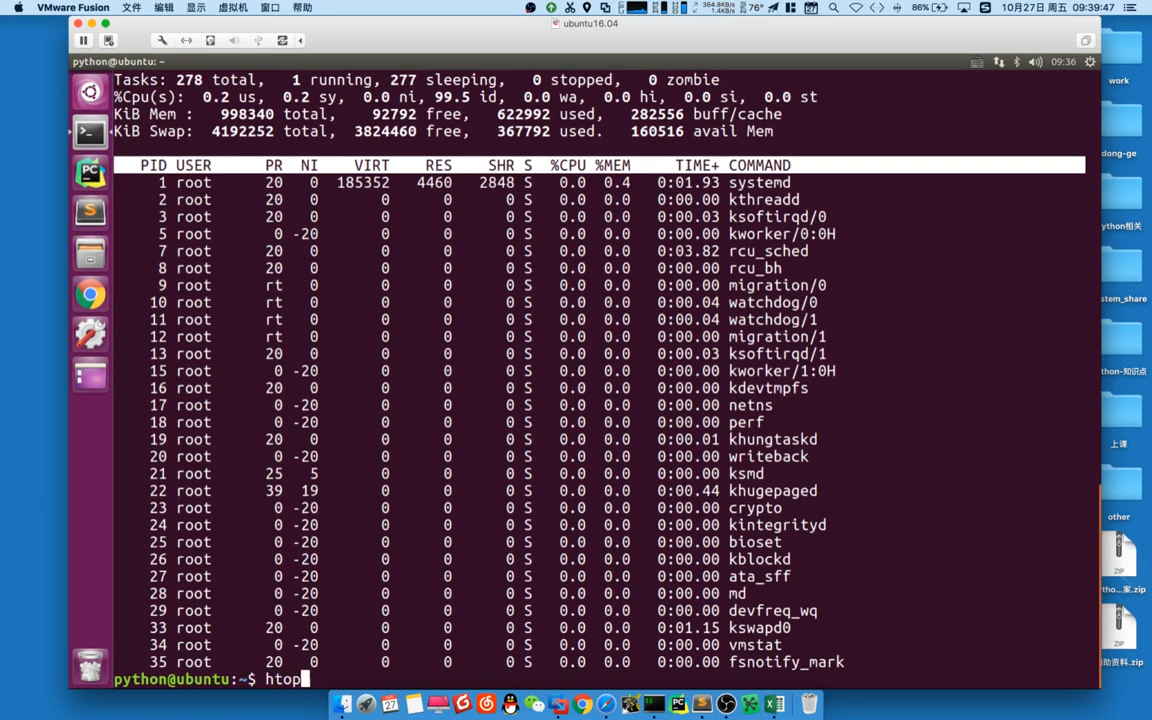 VMware Fusion 文件 编辑 显示 虚拟机 窗口 帮助 364.8KB/s 1.4KB/s 76° 86% 10月27日 周五 09:39:47
ubuntu16.04
python@ubuntu: ~ 09:36
Tasks: 278 total, 1 running, 277 sleeping, 0 stopped, 0 zombie
%Cpu(s): 0.2 us, 0.2 sy, 0.0 ni, 99.5 id, 0.0 wa, 0.0 hi, 0.0 si, 0.0 st
KiB Mem : 998340 total, 92792 free, 622992 used, 282556 buff/cache
KiB Swap: 4192252 total, 3824460 free, 367792 used. 160516 avail Mem
PID USER PR NI VIRT RES SHR S %CPU %MEM TIME+ COMMAND
1 root 20 0 185352 4460 2848 S 0.0 0.4 0:01.93 systemd
2 root 20 0 0 0 0 S 0.0 0.0 0:00.00 kthreadd
3 root 20 0 0 0 0 S 0.0 0.0 0:00.03 ksoftirqd/0
5 root 0 -20 0 0 0 S 0.0 0.0 0:00.00 kworker/0:0H
7 root 20 0 0 0 0 S 0.0 0.0 0:03.82 rcu_sched
8 root 20 0 0 0 0 S 0.0 0.0 0:00.00 rcu_bh
9 root rt 0 0 0 0 S 0.0 0.0 0:00.00 migration/0
10 root rt 0 0 0 0 S 0.0 0.0 0:00.04 watchdog/0
11 root rt 0 0 0 0 S 0.0 0.0 0:00.04 watchdog/1
12 root rt 0 0 0 0 S 0.0 0.0 0:00.00 migration/1
13 root 20 0 0 0 0 S 0.0 0.0 0:00.03 ksoftirqd/1
15 root 0 -20 0 0 0 S 0.0 0.0 0:00.00 kworker/1:0H
16 root 20 0 0 0 0 S 0.0 0.0 0:00.00 kdevtmpfs
17 root 0 -20 0 0 0 S 0.0 0.0 0:00.00 netns
18 root 0 -20 0 0 0 S 0.0 0.0 0:00.00 perf
19 root 20 0 0 0 0 S 0.0 0.0 0:00.01 khungtaskd
20 root 0 -20 0 0 0 S 0.0 0.0 0:00.00 writeback
21 root 25 5 0 0 0 S 0.0 0.0 0:00.00 ksmd
22 root 39 19 0 0 0 S 0.0 0.0 0:00.44 khugepaged
23 root 0 -20 0 0 0 S 0.0 0.0 0:00.00 crypto
24 root 0 -20 0 0 0 S 0.0 0.0 0:00.00 kintegrityd
25 root 0 -20 0 0 0 S 0.0 0.0 0:00.00 bioset
26 root 0 -20 0 0 0 S 0.0 0.0 0:00.00 kblockd
27 root 0 -20 0 0 0 S 0.0 0.0 0:00.00 ata_sff
28 root 0 -20 0 0 0 S 0.0 0.0 0:00.00 md
29 root 0 -20 0 0 0 S 0.0 0.0 0:00.00 devfreq_wq
33 root 20 0 0 0 0 S 0.0 0.0 0:01.15 kswapd0
34 root 0 -20 0 0 0 S 0.0 0.0 0:00.00 vmstat
35 root 20 0 0 0 0 S 0.0 0.0 0:00.00 fsnotify_mark
python@ubuntu:~$ htop
work
dong-ge
ython相关
stem_share
thon-知识点
上课
other
ZIP
tho...案.zip
ZIP
助资料.zip